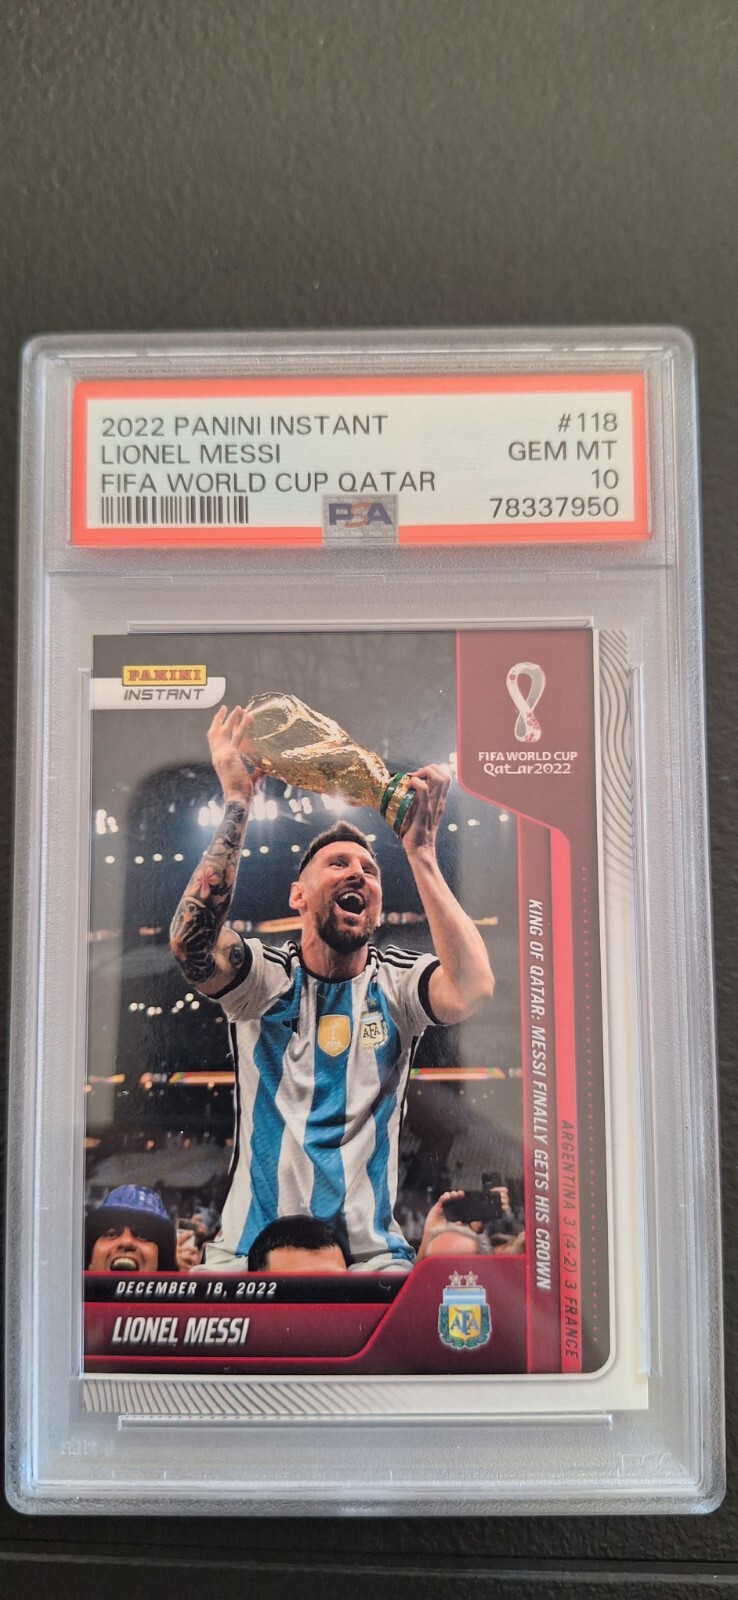 2022 PANINI INSTANT #118
LIONEL MESSI GEM MT
FIFA WORLD CUP QATAR 10
PSA 78337950
PANINI
INSTANT
FIFA WORLD CUP
Qatar2022
KING OF QATAR: MESSI FINALLY GETS HIS CROWN
ARGENTINA 3 (4-2) 3 FRANCE
AFA
DECEMBER 18, 2022
LIONEL MESSI
AFA
PSA